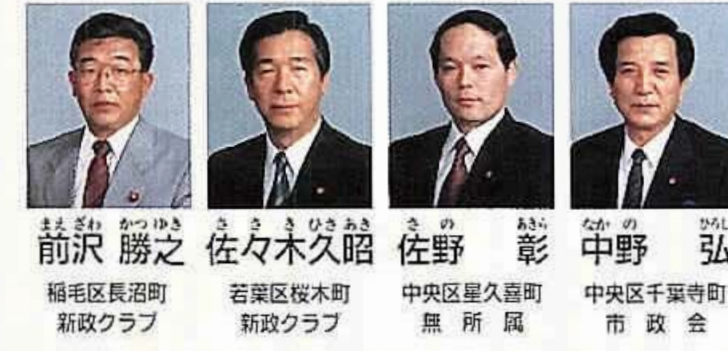 まえざわ かつゆき
前沢 勝之
稲毛区長沼町
新政クラブ
ささき ひさあき
佐々木久昭
若葉区桜木町
新政クラブ
さの あきら
佐野 彰
中央区星久喜町
無所属
なかの ひろし
中野 弘
中央区千葉寺町
市政会